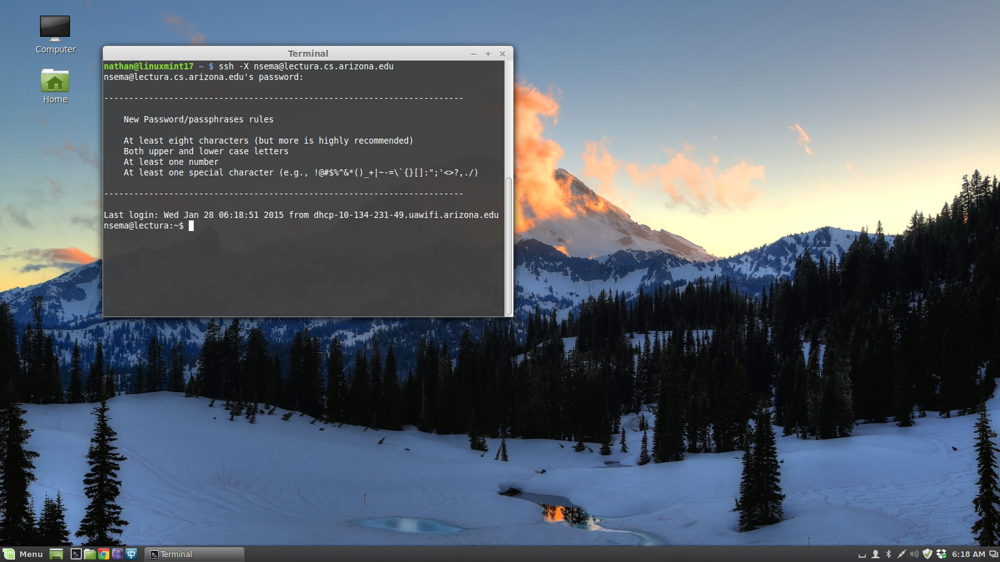 Computer
Home
Terminal
nathan@linuxmint17 ~ $ ssh -X nsema@lectura.cs.arizona.edu
nsema@lectura.cs.arizona.edu's password:
------------------------------------------------------------------------
New Password/passphrases rules
At least eight characters (but more is highly recommended)
Both upper and lower case letters
At least one number
At least one special character (e.g., !@#$%^&*()_+|~-=\`{}[]:";'<>?,./)
------------------------------------------------------------------------
Last login: Wed Jan 28 06:18:51 2015 from dhcp-10-134-231-49.uawifi.arizona.edu
nsema@lectura:~$
Menu
Terminal
6:18 AM